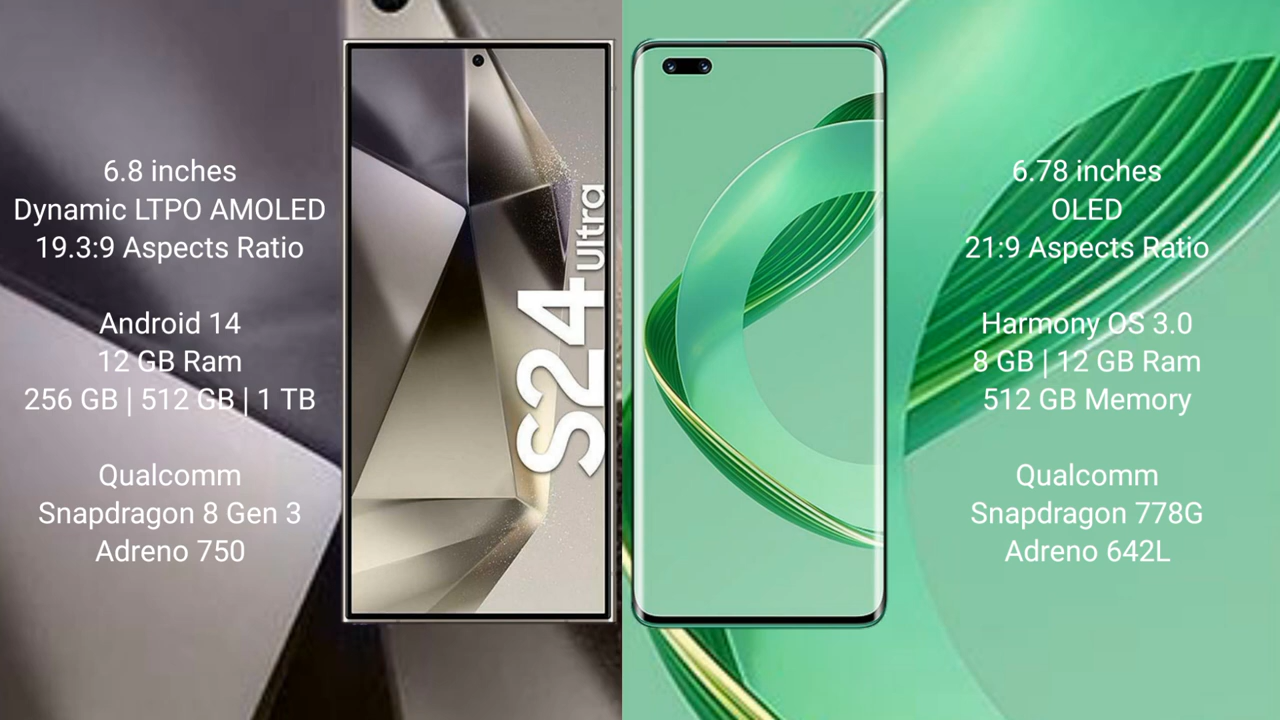 6.8 inches
Dynamic LTPO AMOLED
19.3:9 Aspects Ratio
Android 14
12 GB Ram
256 GB | 512 GB | 1 TB
Qualcomm
Snapdragon 8 Gen 3
Adreno 750
S24 Ultra
6.78 inches
OLED
21:9 Aspects Ratio
Harmony OS 3.0
8 GB | 12 GB Ram
512 GB Memory
Qualcomm
Snapdragon 778G
Adreno 642L